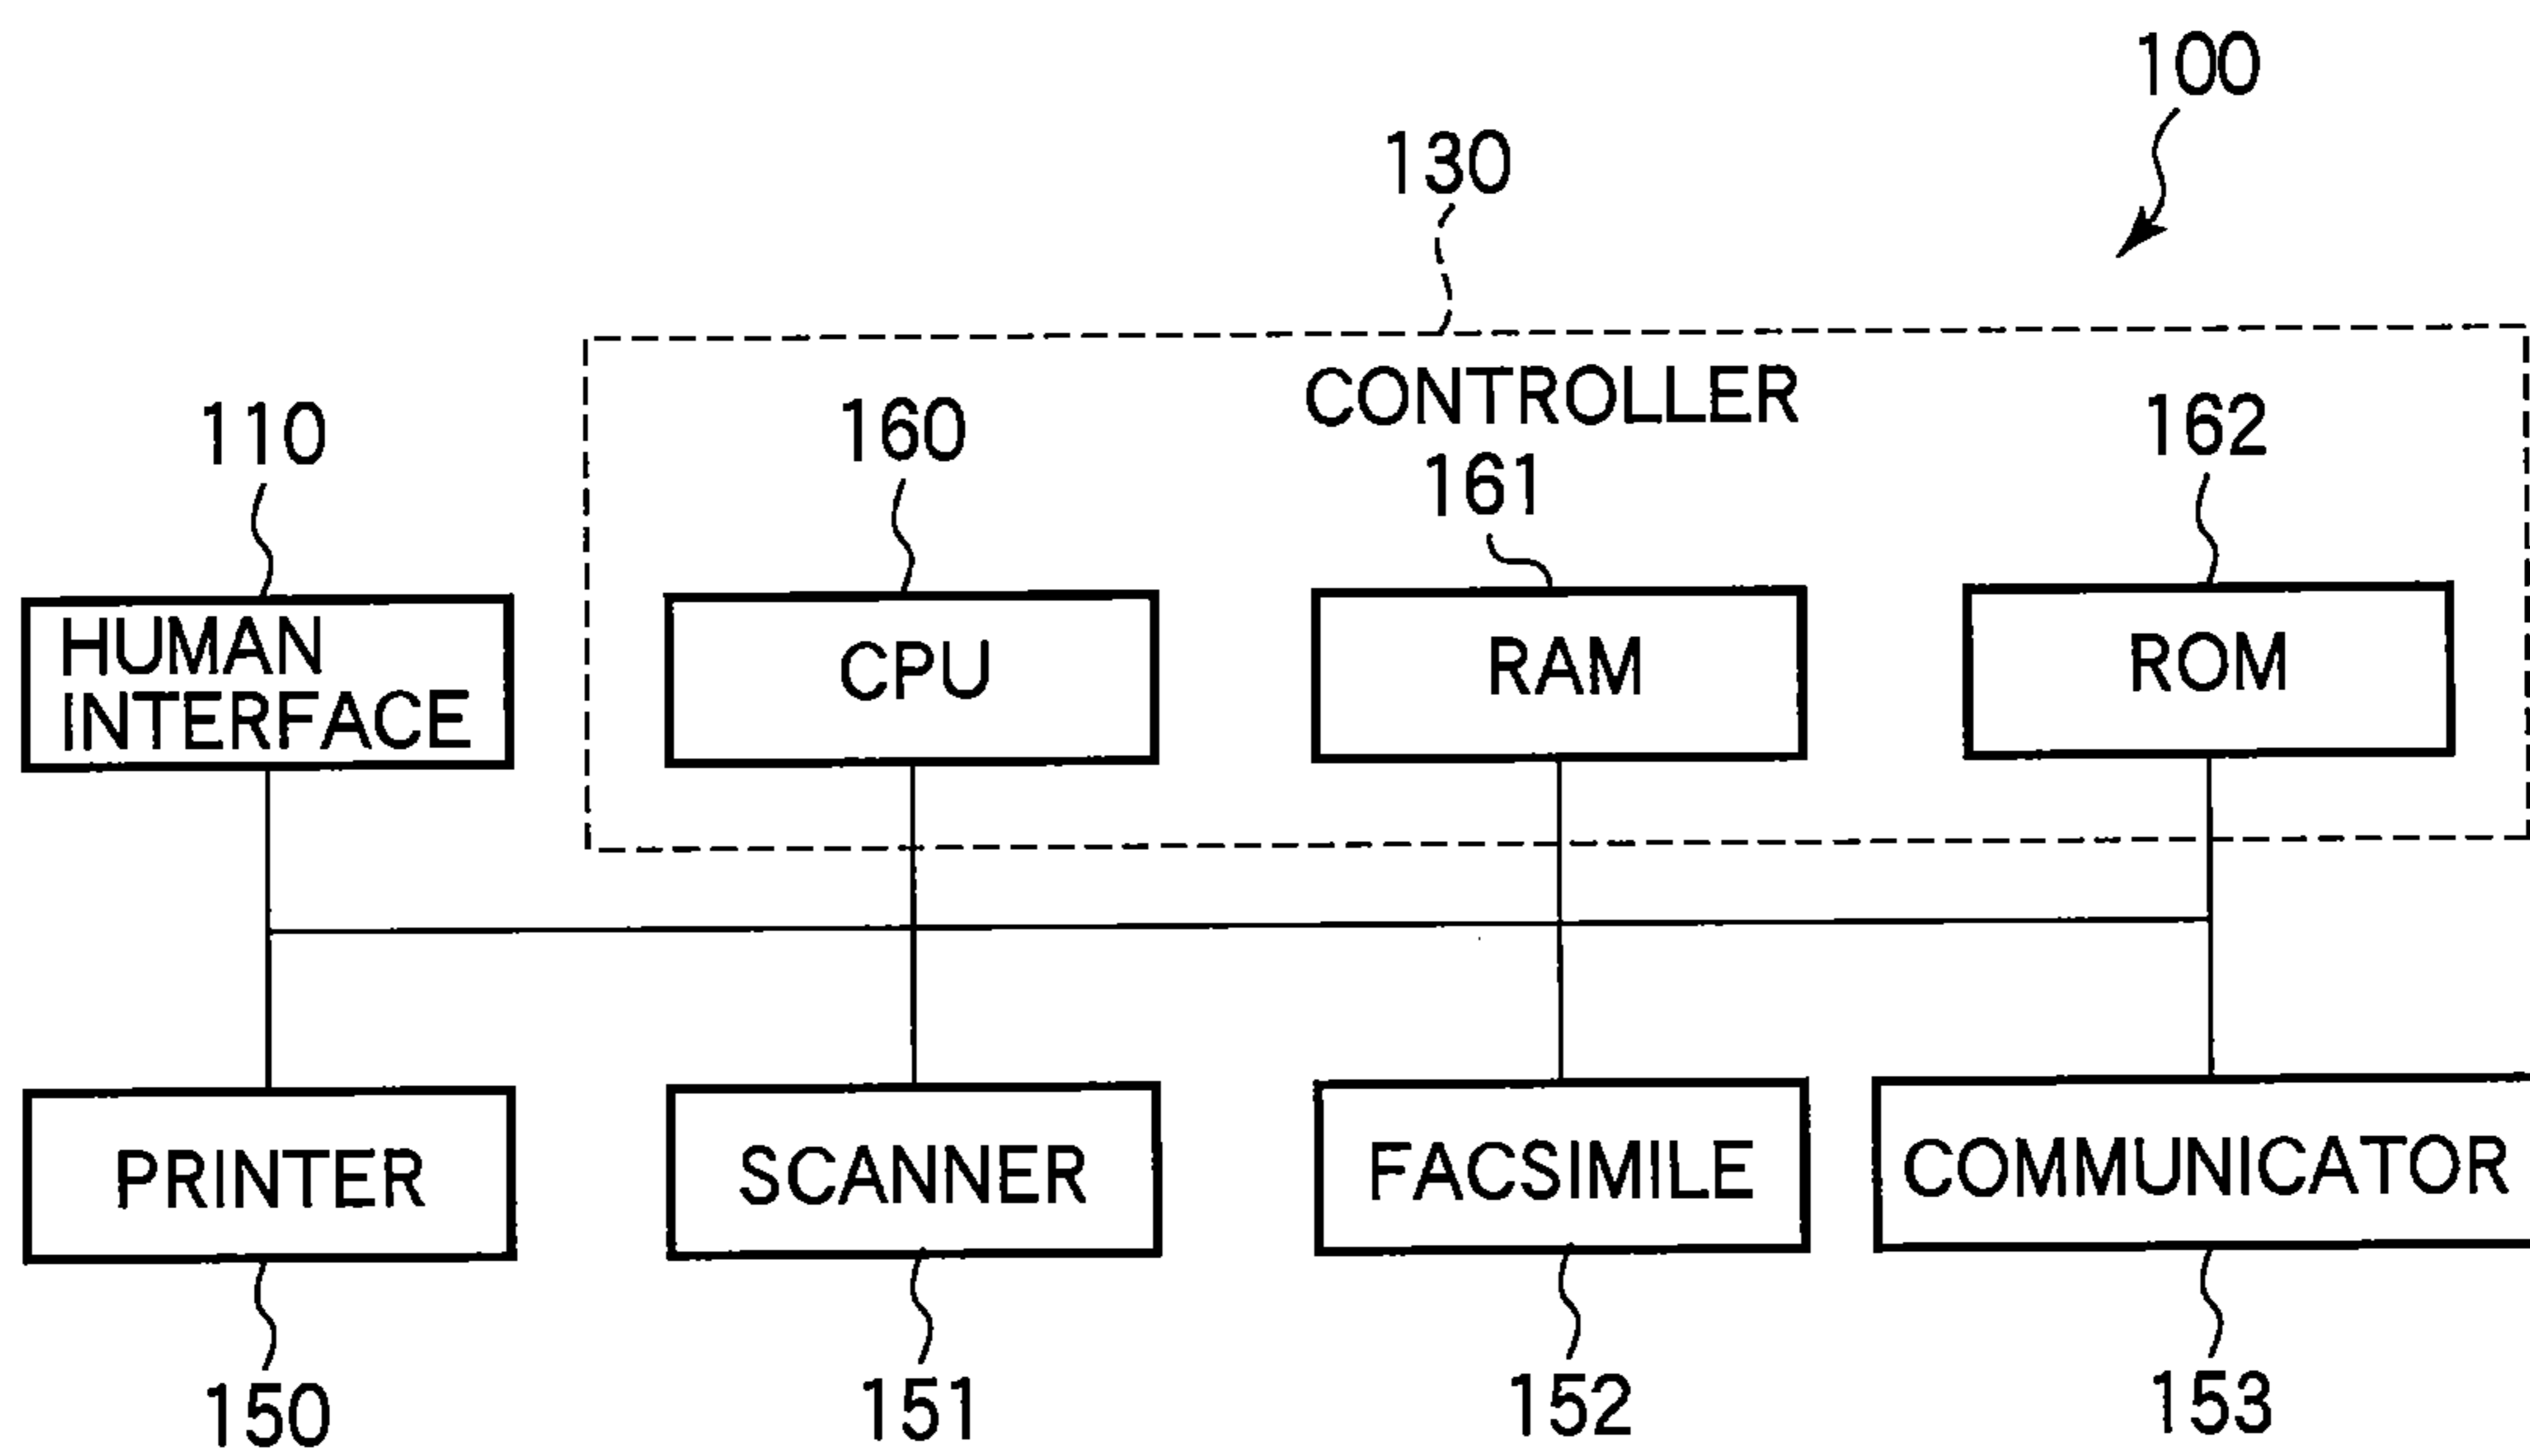 100
130
CONTROLLER
110
160
161
162
HUMAN
INTERFACE
CPU
RAM
ROM
PRINTER
SCANNER
FACSIMILE
COMMUNICATOR
150
151
152
153